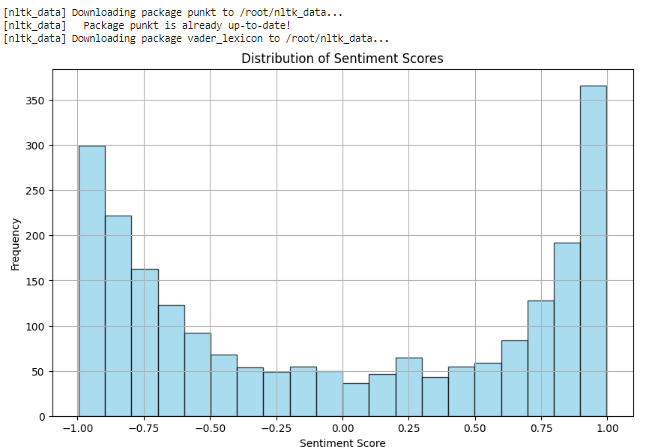 [nltk_data] Downloading package punkt to /root/nltk_data...
[nltk_data]   Package punkt is already up-to-date!
[nltk_data] Downloading package vader_lexicon to /root/nltk_data...
Distribution of Sentiment Scores
350
300
250
200
150
100
50
0
Frequency
−1.00 −0.75 −0.50 −0.25 0.00 0.25 0.50 0.75 1.00
Sentiment Score